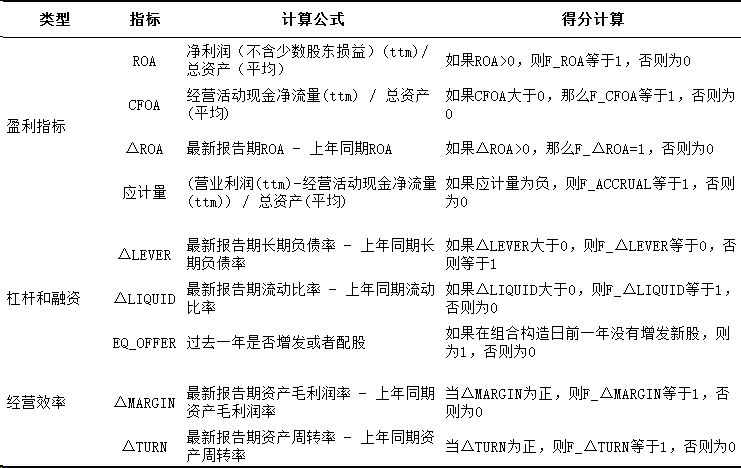 类型 指标 计算公式 得分计算
ROA 净利润（不含少数股东损益）(ttm)/ 如果ROA>0，则F_ROA等于1，否则为0
总资产（平均）
CFOA 经营活动现金净流量(ttm) / 总资产 如果CFOA大于0，那么F_CFOA等于1，否则为
(平均) 0
盈利指标
△ROA 最新报告期ROA - 上年同期ROA 如果△ROA>0，那么F_△ROA=1，否则为0
应计量 (营业利润(ttm)-经营活动现金净流量 如果应计量为负，则F_ACCRUAL等于1，否则
(ttm)) / 总资产(平均) 为0
△LEVER 最新报告期长期负债率 - 上年同期长 如果△LEVER大于0，则F_△LEVER等于0，否
期负债率 则等于1
杠杆和融资 △LIQUID 最新报告期流动比率 - 上年同期流动 如果△LIQUID大于0，则F_△LIQUID等于1，
比率 否则为0
EQ_OFFER 过去一年是否增发或者配股 如果在组合构造日前一年没有增发新股，则
为1，否则为0
经营效率 △MARGIN 最新报告期资产毛利润率 - 上年同期 当△MARGIN为正，则F_△MARGIN等于1，否
资产毛利润率 则为0
△TURN 最新报告期资产周转率 - 上年同期资 当△TURN为正，则F_△TURN等于1，否则为0
产周转率